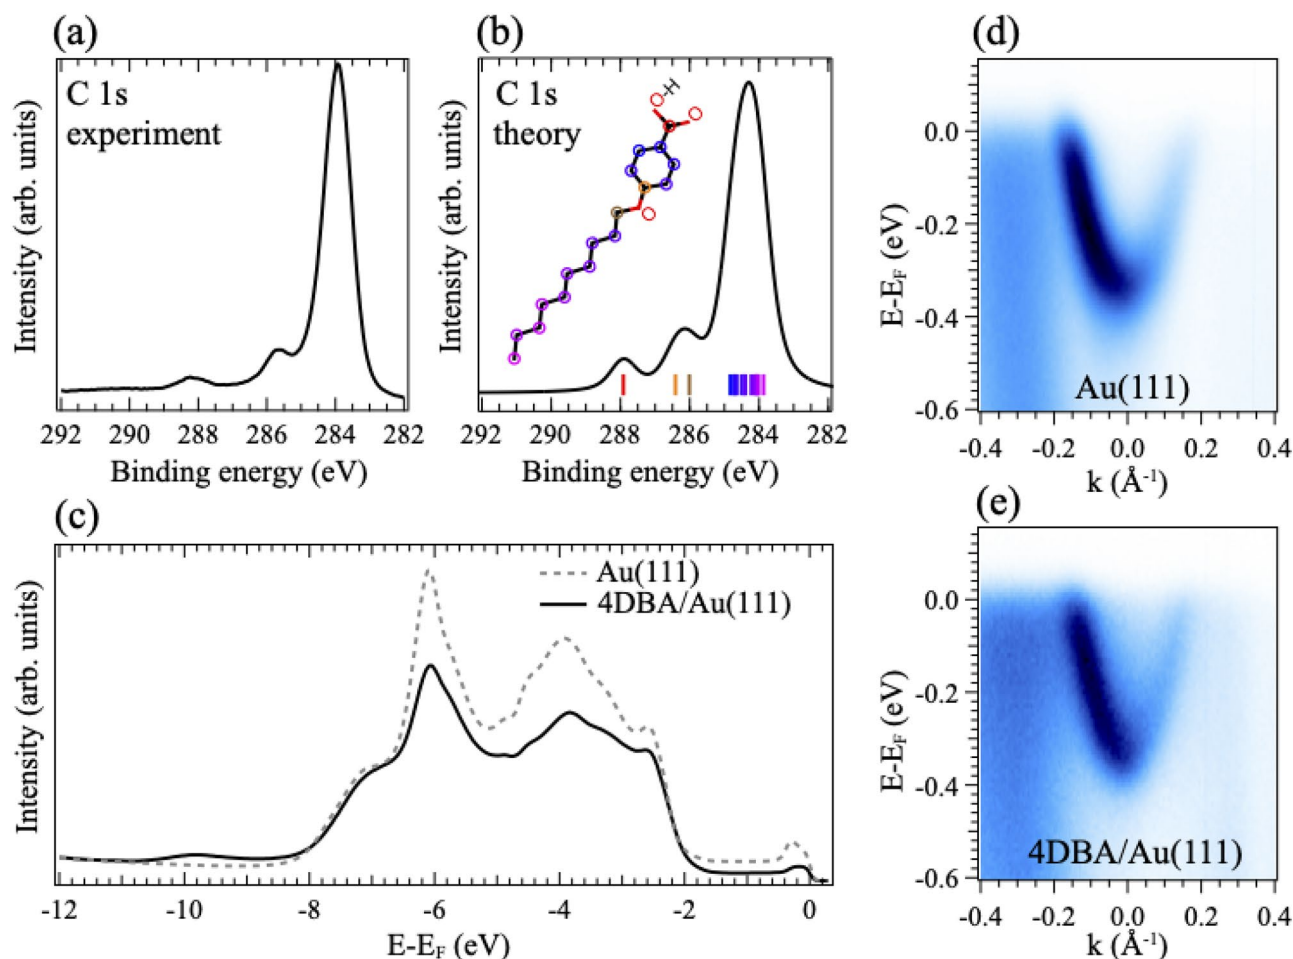 (a)
C 1s
experiment
Intensity (arb. units)
292 290 288 286 284 282
Binding energy (eV)
(b)
C 1s
theory
O-H
O
O
Intensity (arb. units)
292 290 288 286 284 282
Binding energy (eV)
(c)
Au(111)
4DBA/Au(111)
Intensity (arb. units)
-12 -10 -8 -6 -4 -2 0
E-EF (eV)
(d)
0.0
-0.2
-0.4
-0.6
E-EF (eV)
Au(111)
-0.4 -0.2 0.0 0.2 0.4
k (Å-1)
(e)
0.0
-0.2
-0.4
-0.6
E-EF (eV)
4DBA/Au(111)
-0.4 -0.2 0.0 0.2 0.4
k (Å-1)